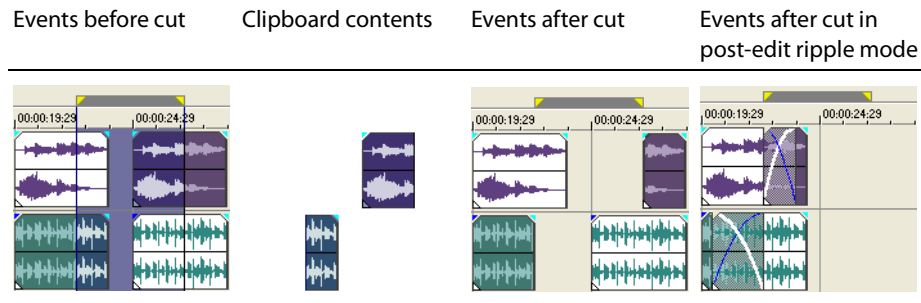 Events before cut
Clipboard contents
Events after cut
Events after cut in
post-edit ripple mode
00:00:19:29 00:00:24:29
00:00:19:29 00:00:24:29
00:00:19:29 00:00:24:29